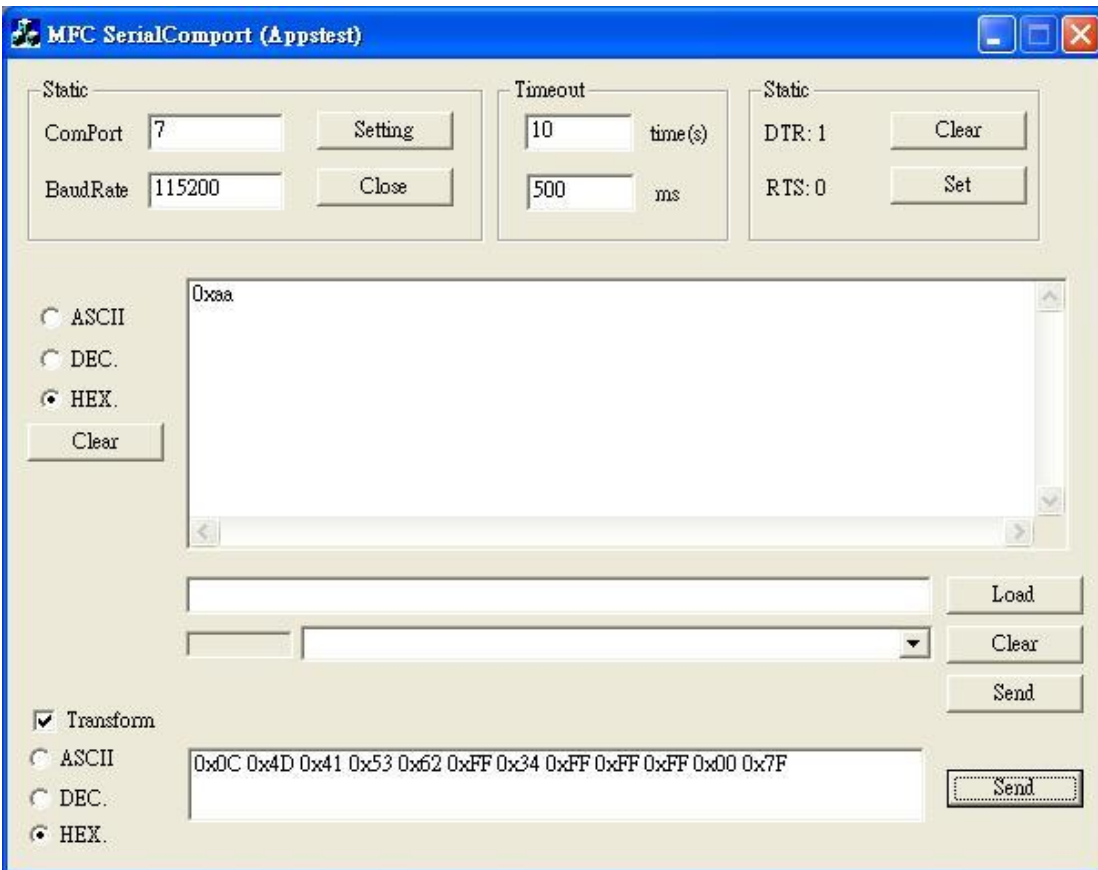 MFC SerialComport (Appstest)
Static
ComPort 7 Setting
BaudRate 115200 Close
Timeout
10 time(s)
500 ms
Static
DTR: 1 Clear
RTS: 0 Set
ASCII
DEC.
HEX.
Clear
0xaa
Load
Clear
Send
Transform
ASCII
DEC.
HEX.
0x0C 0x4D 0x41 0x53 0x62 0xFF 0x34 0xFF 0xFF 0xFF 0x00 0x7F
Send